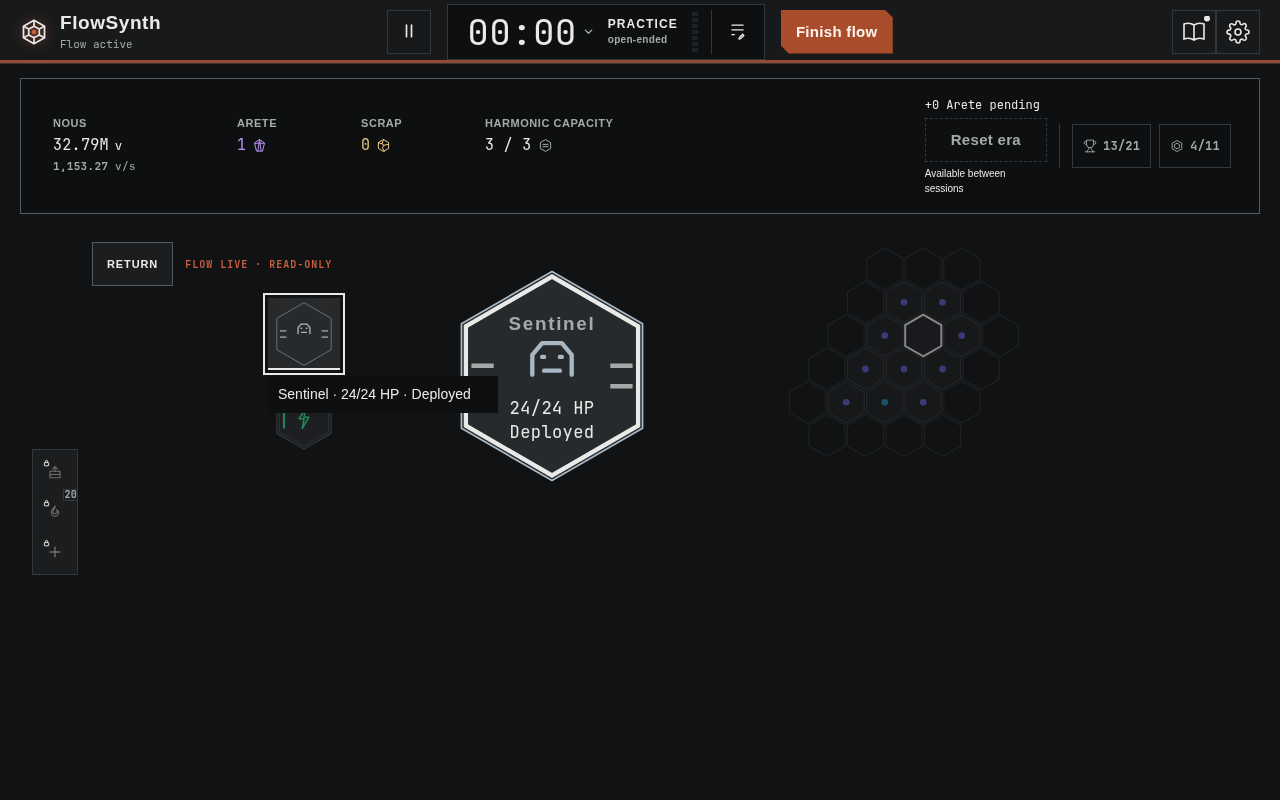 FlowSynth
Flow active
00:00
PRACTICE
open-ended
Finish flow
NOUS
32.79M v
1,153.27 v/s
ARETE
1
SCRAP
0
HARMONIC CAPACITY
3 / 3
+0 Arete pending
Reset era
Available between
sessions
13/21
4/11
RETURN
FLOW LIVE · READ-ONLY
Sentinel
24/24 HP
Deployed
Sentinel · 24/24 HP · Deployed
20